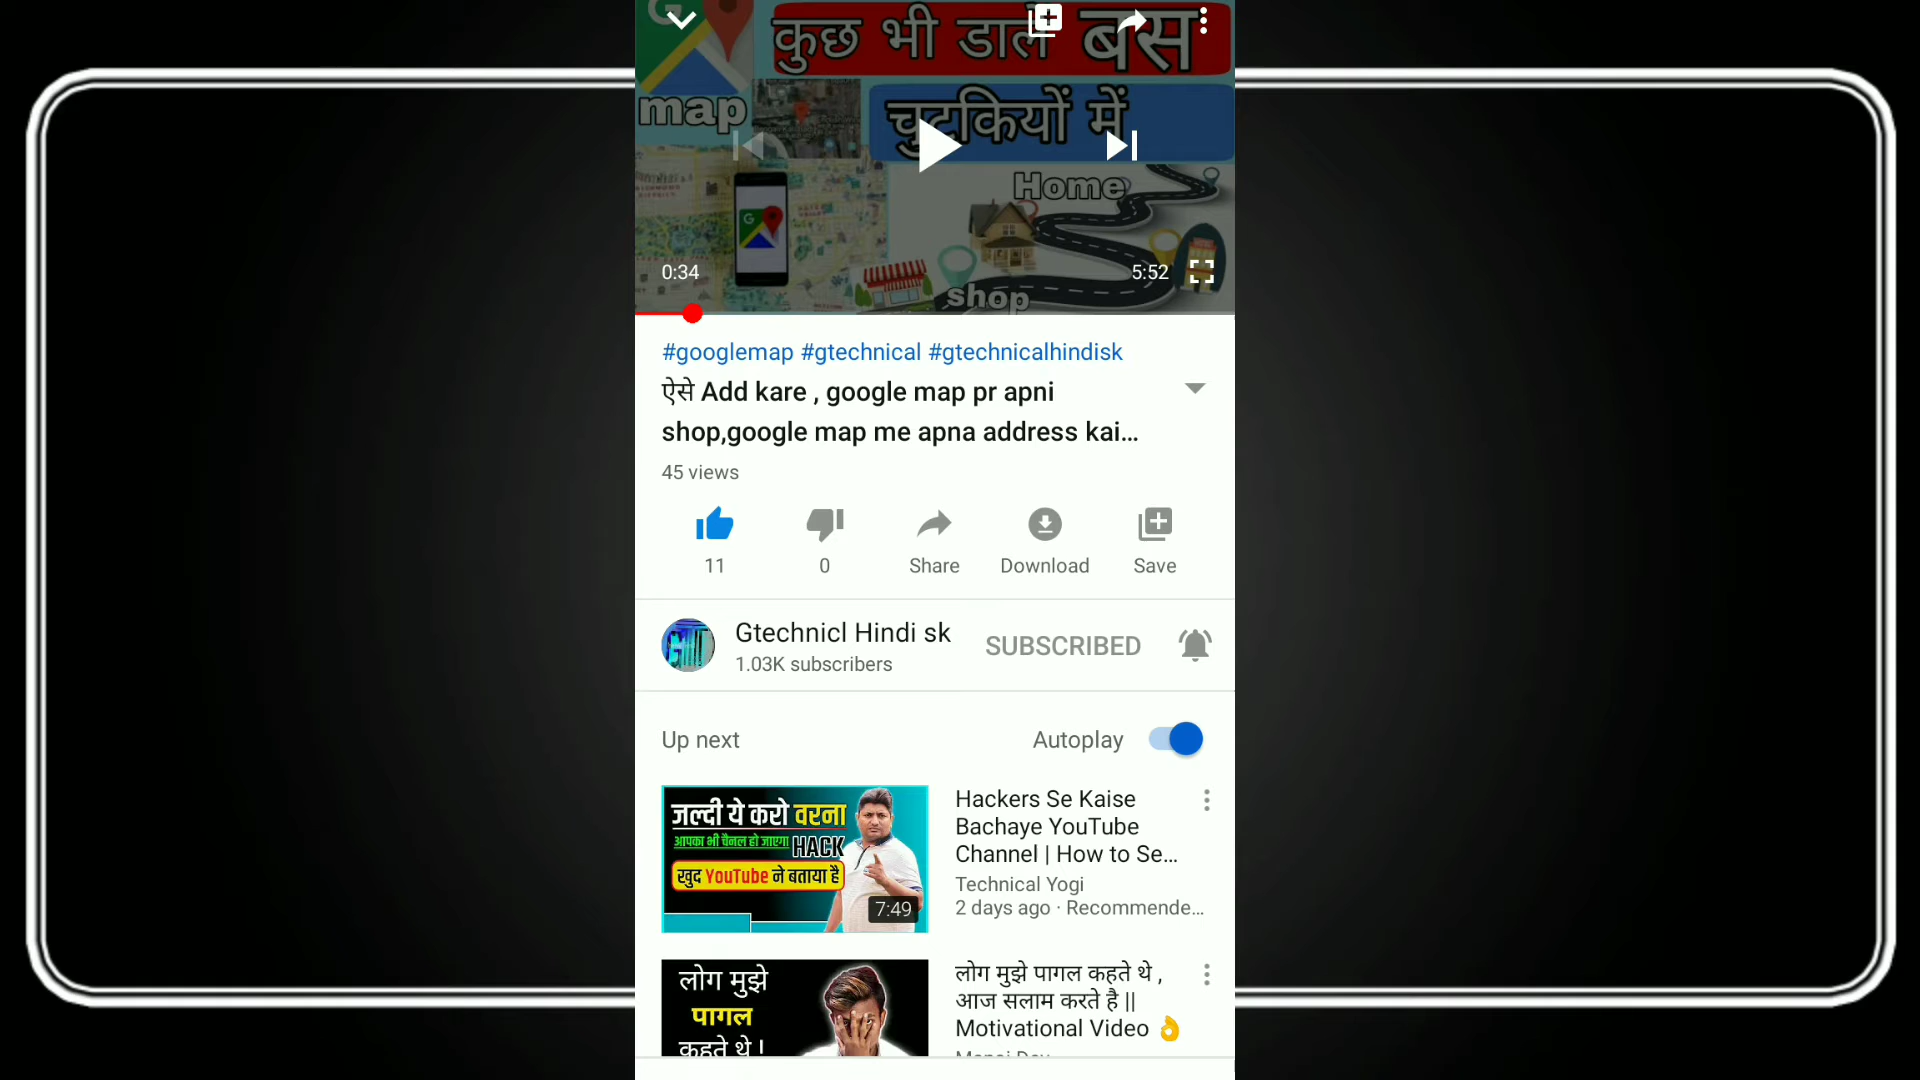 कुछ भी डाले बस
map
चुटकियों में
Home
0:34
5:52
shop
#googlemap #gtechnical #gtechnicalhindisk
ऐसे Add kare , google map pr apni
shop,google map me apna address kai...
45 views
11
0
Share
Download
Save
Gtechnicl Hindi sk
1.03K subscribers
SUBSCRIBED
Up next
Autoplay
जल्दी ये करो वरना
आपका भी चैनल हो जाएगा HACK
खुद YouTube ने बताया है
7:49
Hackers Se Kaise
Bachaye YouTube
Channel | How to Se...
Technical Yogi
2 days ago · Recommende...
लोग मुझे
पागल
कहते थे !
लोग मुझे पागल कहते थे ,
आज सलाम करते है ||
Motivational Video 👌